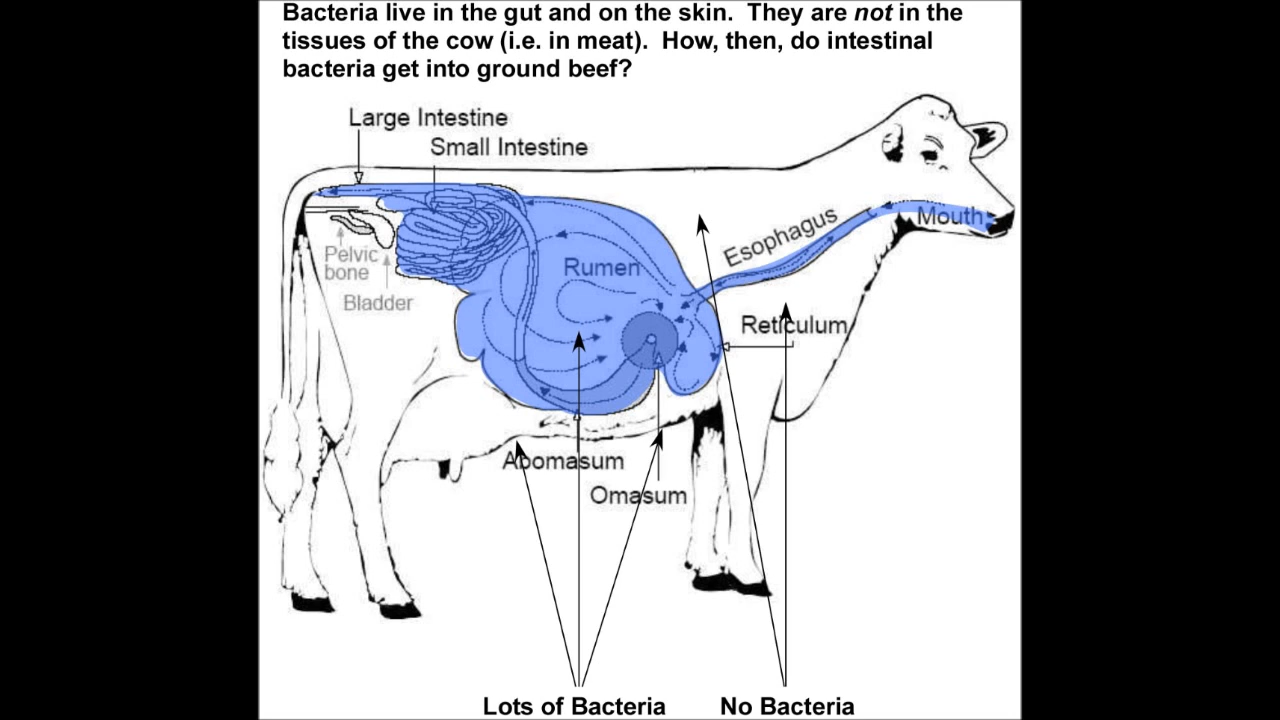 Bacteria live in the gut and on the skin. They are not in the
tissues of the cow (i.e. in meat). How, then, do intestinal
bacteria get into ground beef?
Large Intestine
Small Intestine
Mouth
Esophagus
Pelvic
bone
Rumen
Bladder
Reticulum
Abomasum
Omasum
Lots of Bacteria
No Bacteria